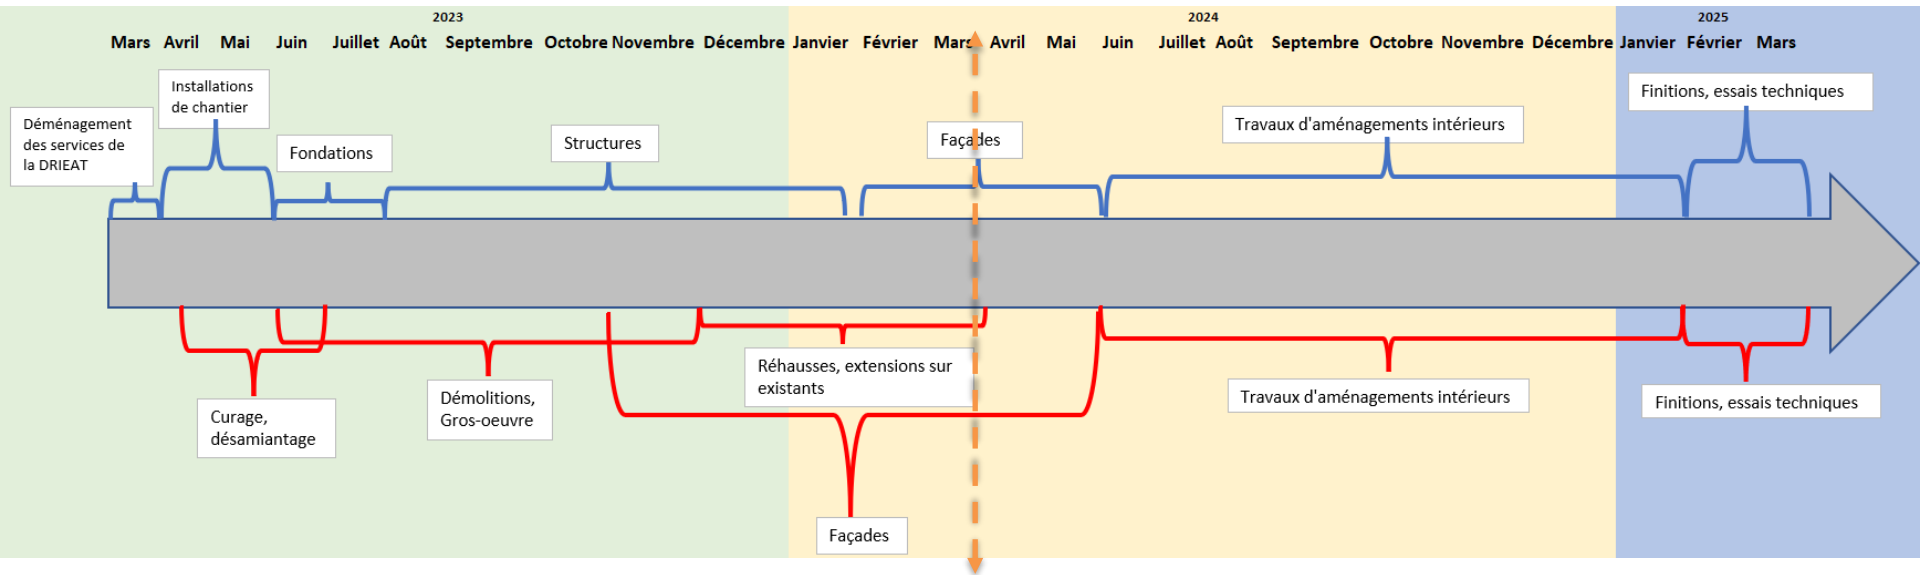 2023 2024 2025
Mars Avril Mai Juin Juillet Août Septembre Octobre Novembre Décembre Janvier Février Mars Avril Mai Juin Juillet Août Septembre Octobre Novembre Décembre Janvier Février Mars
Déménagement
des services de
la DRIEAT
Installations
de chantier
Fondations
Structures
Façades
Travaux d'aménagements intérieurs
Finitions, essais techniques
Curage,
désamiantage
Démolitions,
Gros-oeuvre
Réhausses, extensions sur
existants
Façades
Travaux d'aménagements intérieurs
Finitions, essais techniques